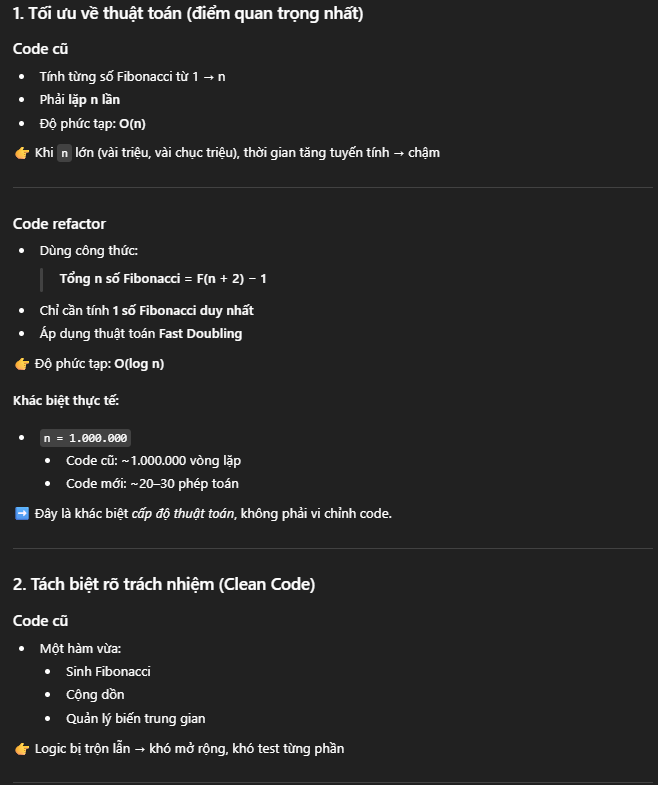 1. Tối ưu về thuật toán (điểm quan trọng nhất)
Code cũ
• Tính từng số Fibonacci từ 1 → n
• Phải lặp n lần
• Độ phức tạp: O(n)
👉 Khi n lớn (vài triệu, vài chục triệu), thời gian tăng tuyến tính → chậm
Code refactor
• Dùng công thức:
Tổng n số Fibonacci = F(n + 2) − 1
• Chỉ cần tính 1 số Fibonacci duy nhất
• Áp dụng thuật toán Fast Doubling
👉 Độ phức tạp: O(log n)
Khác biệt thực tế:
• n = 1.000.000
• Code cũ: ~1.000.000 vòng lặp
• Code mới: ~20–30 phép toán
➡️ Đây là khác biệt cấp độ thuật toán, không phải vi chỉnh code.
2. Tách biệt rõ trách nhiệm (Clean Code)
Code cũ
• Một hàm vừa:
• Sinh Fibonacci
• Cộng dồn
• Quản lý biến trung gian
👉 Logic bị trộn lẫn → khó mở rộng, khó test từng phần